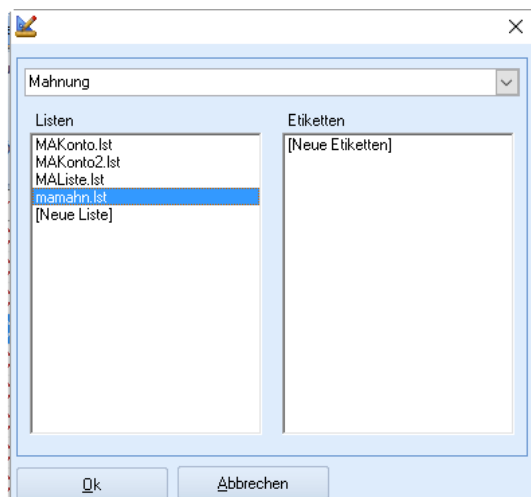 Mahnung
Listen
MAKonto.lst
MAKonto2.lst
MAListe.lst
mamahn.lst
[Neue Liste]
Etiketten
[Neue Etiketten]
Ok
Abbrechen